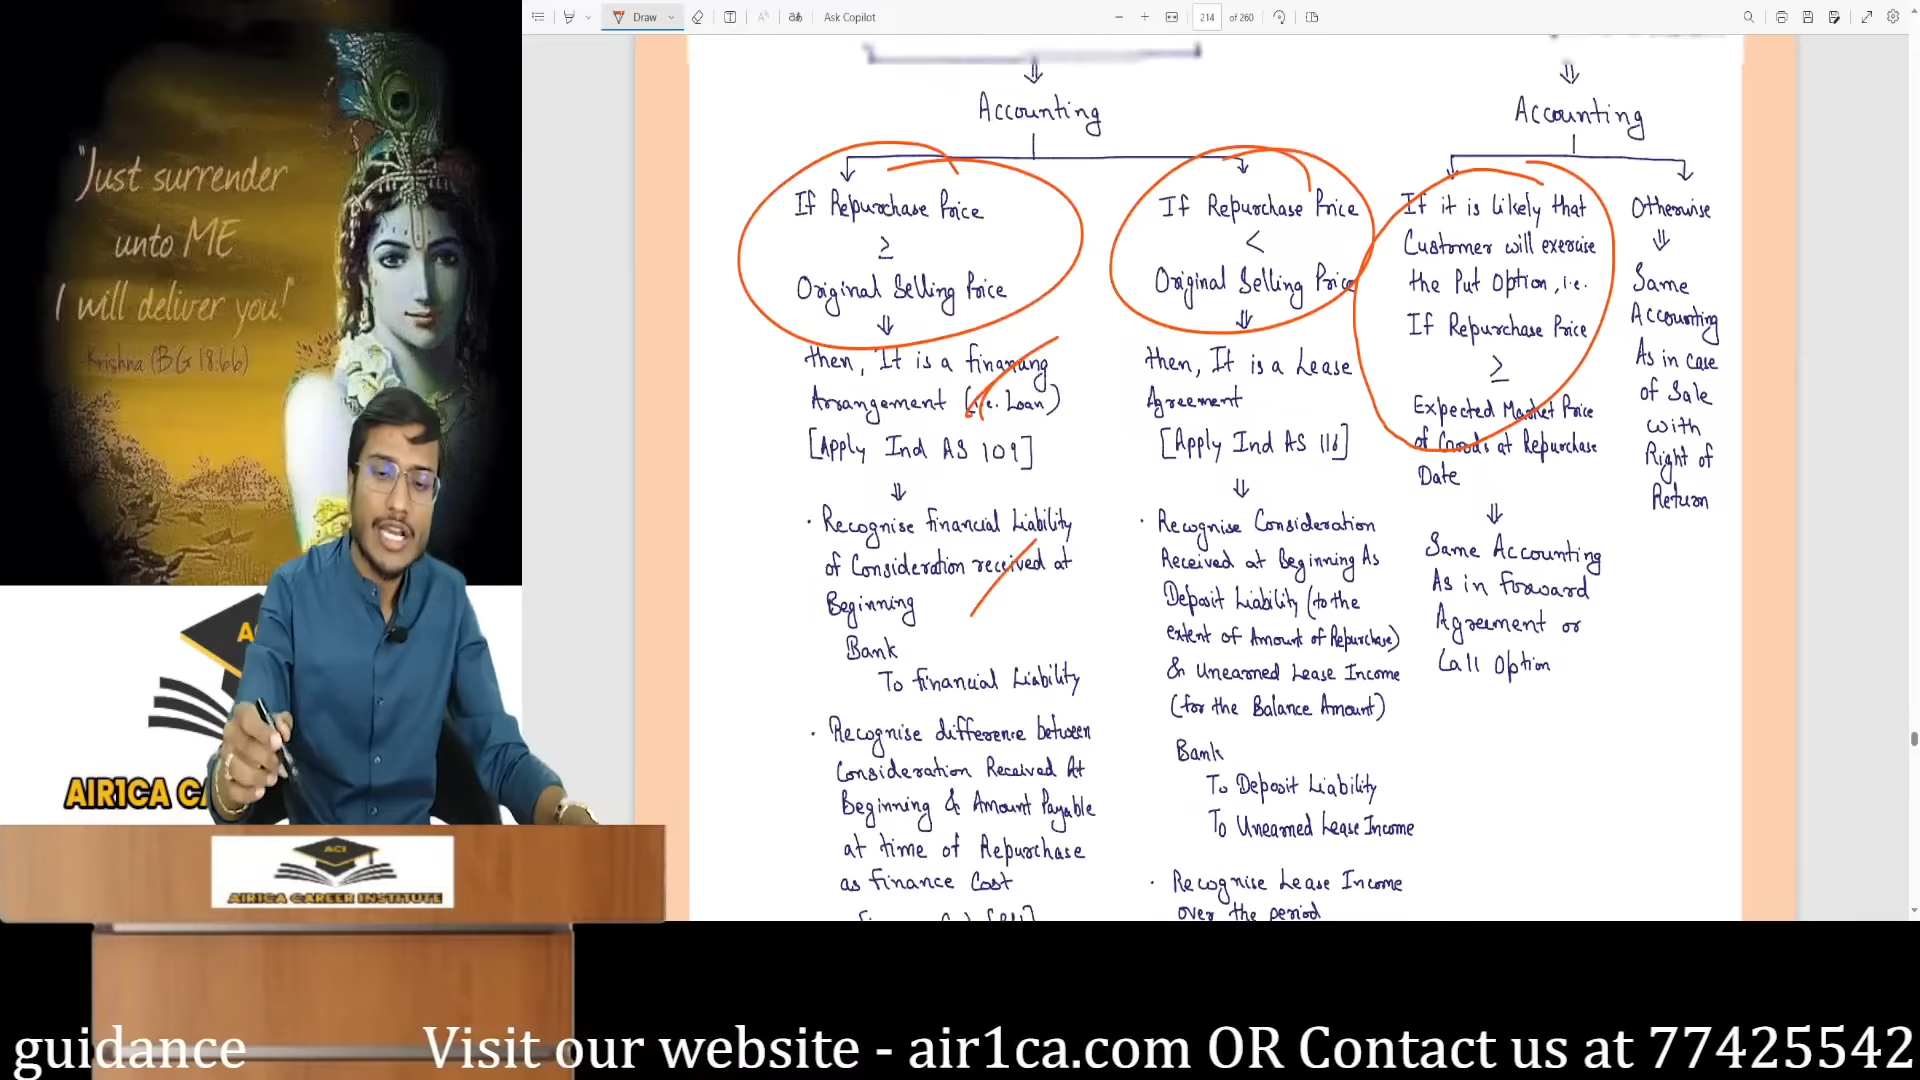 Draw
Ask Copilot
214
of 260
"Just surrender
unto ME
I will deliver you!"
-Krishna (B.G 18.66)
Accounting
If Repurchase Price
≥
Original Selling Price
then, It is a financing
Arrangement (i.e. Loan)
[Apply Ind AS 109]
· Recognise financial Liability
of Consideration received at
Beginning
Bank
To financial Liability
· Recognise difference between
Consideration Received At
Beginning & Amount Payable
at time of Repurchase
as finance Cost
If Repurchase Price
<
Original Selling Price
then, It is a Lease
Agreement
[Apply Ind AS 116]
· Recognise Consideration
Received at Beginning As
Deposit Liability (to the
extent of Amount of Repurchase)
& Unearned Lease Income
(for the Balance Amount)
Bank
To Deposit Liability
To Unearned Lease Income
· Recognise Lease Income
over the period
Accounting
If it is likely that
Customer will exercise
the Put Option, i.e.
If Repurchase Price
≥
Expected Market Price
of Goods at Repurchase
Date
Same Accounting
As in forward
Agreement or
Call Option
Otherwise
Same
Accounting
As in case
of Sale
with
Right of
Return
AIR1CA CA
ACI
AIR1CA CAREER INSTITUTE
guidance Visit our website - air1ca.com OR Contact us at 77425542